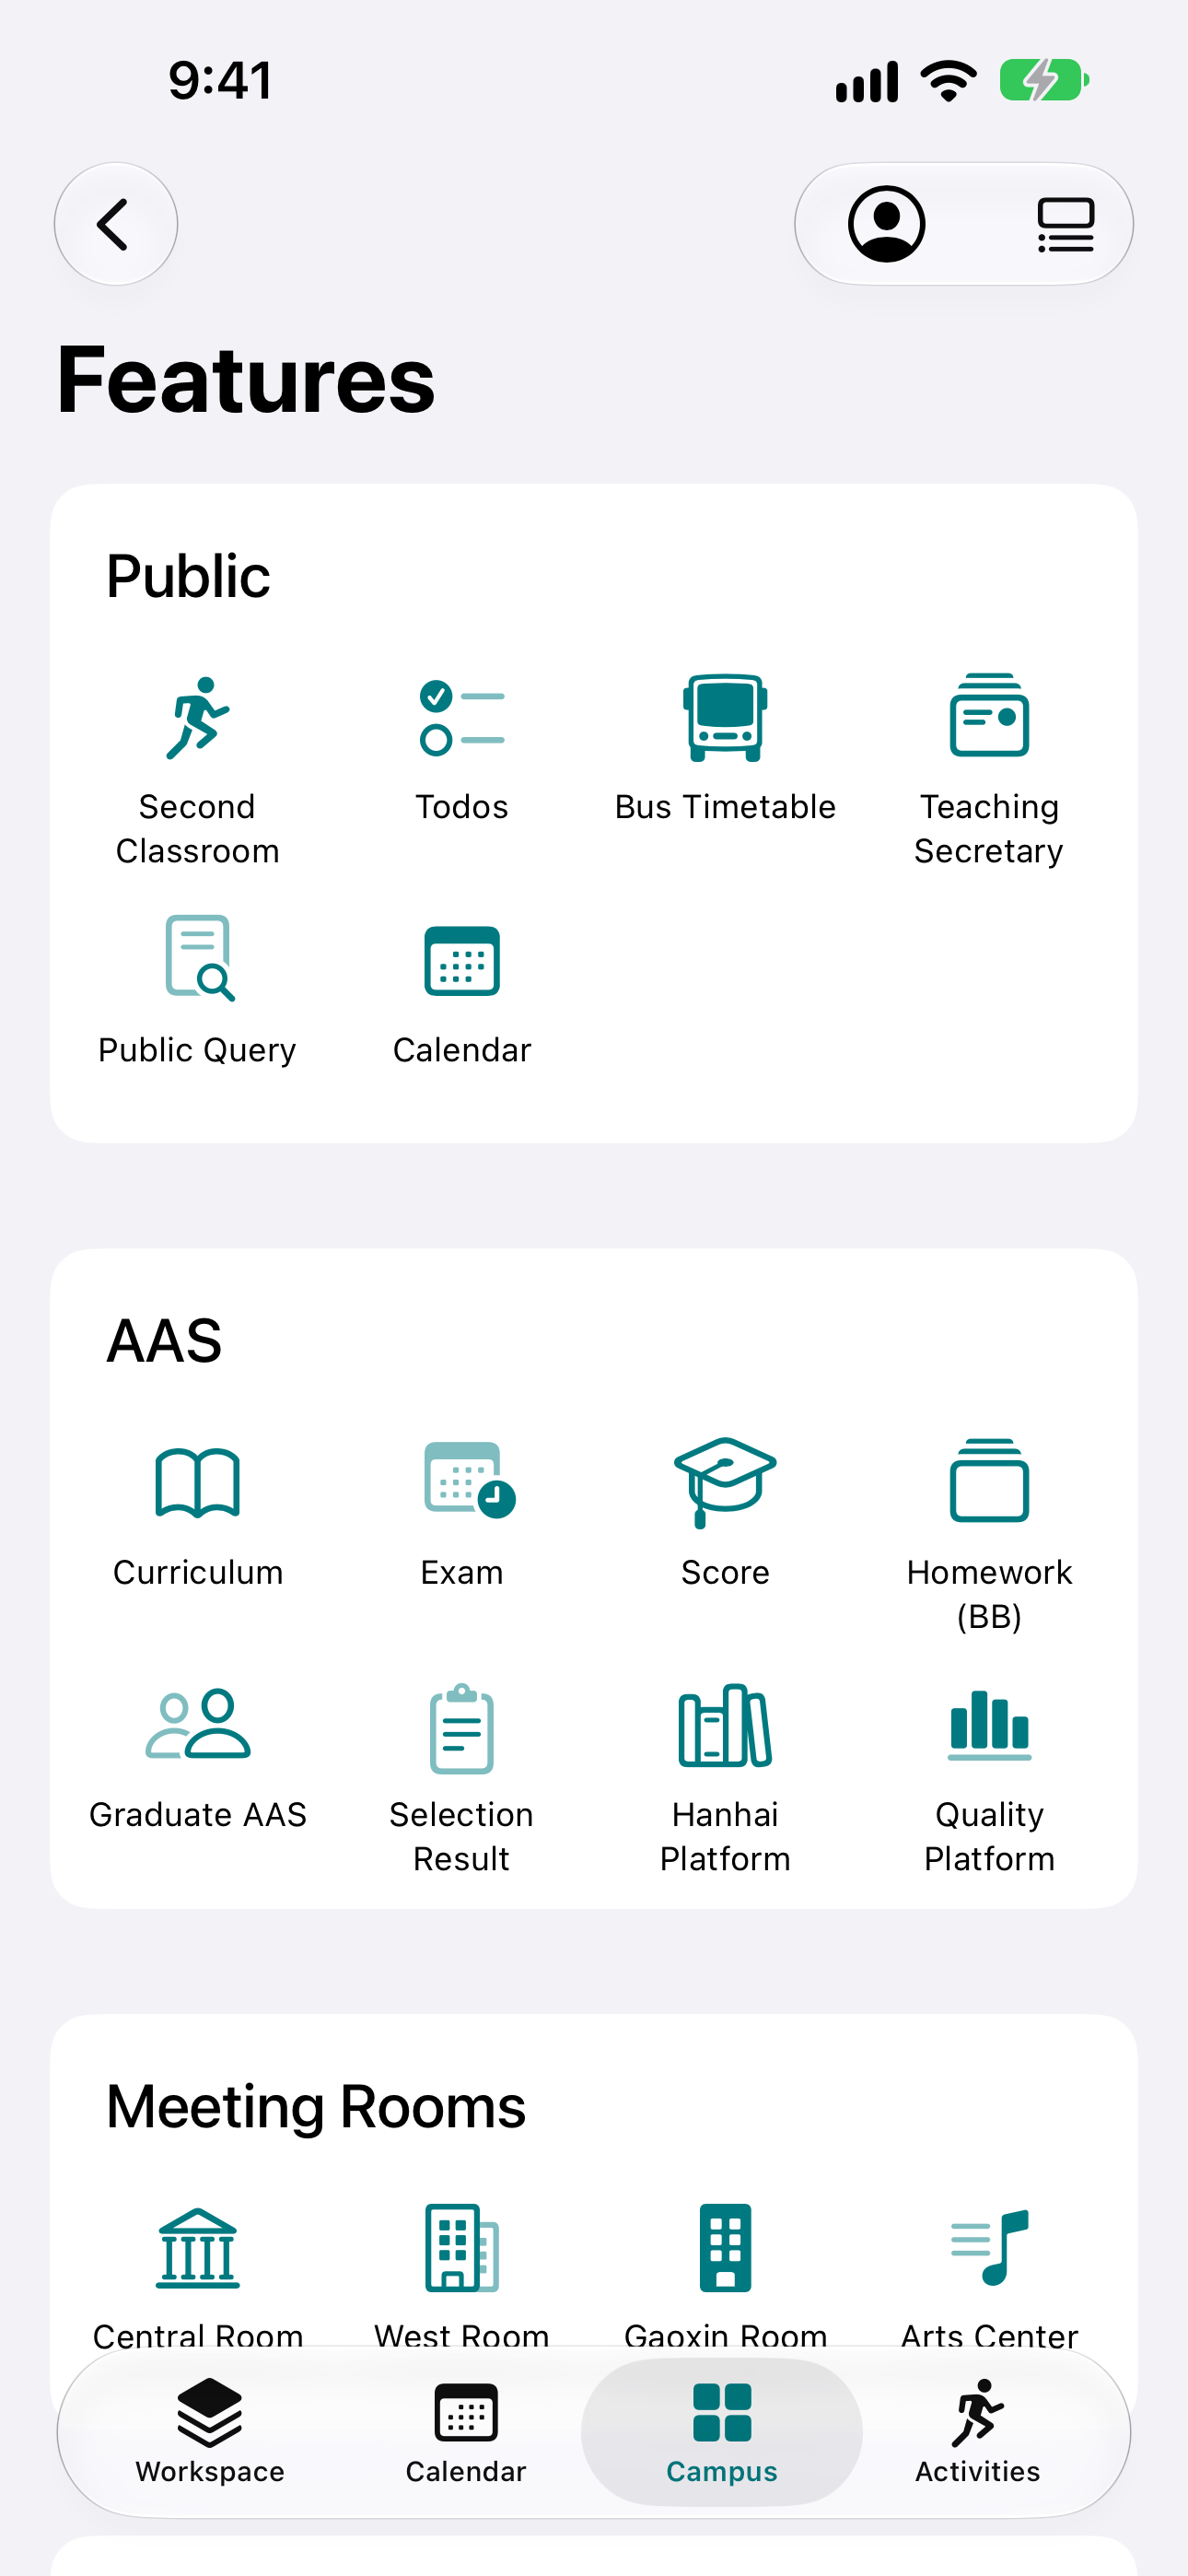 9:41
Features
Public
Second
Classroom
Todos
Bus Timetable
Teaching
Secretary
Public Query
Calendar
AAS
Curriculum
Exam
Score
Homework
(BB)
Graduate AAS
Selection
Result
Hanhai
Platform
Quality
Platform
Meeting Rooms
Central Room
West Room
Gaoxin Room
Arts Center
Workspace
Calendar
Campus
Activities